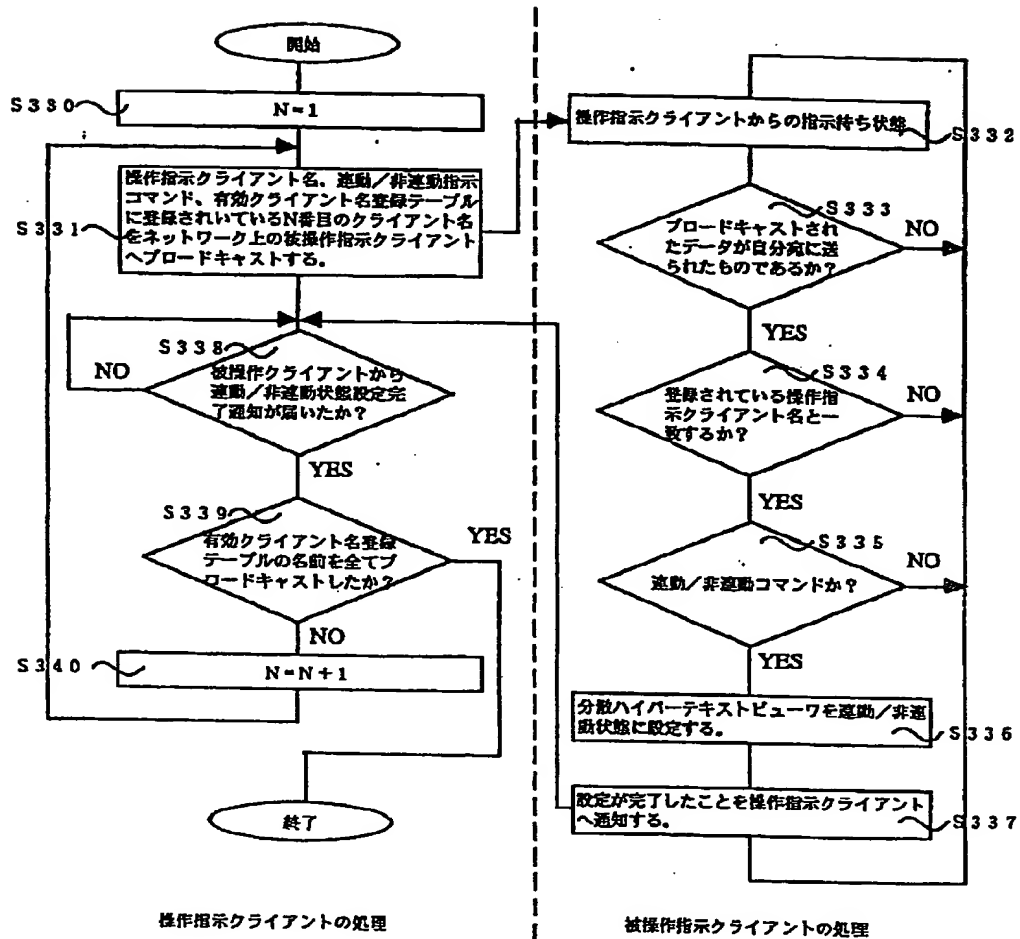 開始
S330
N=1
操作指示クライアント名、連動／非連動指示
コマンド、有効クライアント名登録テーブル
に登録されいているN番目のクライアント名
をネットワーク上の被操作指示クライアント
へブロードキャストする。
S331
S338
被操作クライアントから
連動／非連動状態設定完
了通知が届いたか？
NO
YES
S339
有効クライアント名登録
テーブルの名前を全てブ
ロードキャストしたか？
YES
NO
S340
N=N+1
終了
操作指示クライアントの処理
操作指示クライアントからの指示待ち状態
S332
S333
ブロードキャストされ
たデータが自分宛に送
られたものであるか？
NO
YES
S334
登録されている操作指
示クライアント名と一
致するか？
NO
YES
S335
連動／非連動コマンドか？
NO
YES
分散ハイパーテキストビューワを連動／非連
動状態に設定する。
S336
設定が完了したことを操作指示クライアント
へ通知する。
S337
被操作指示クライアントの処理